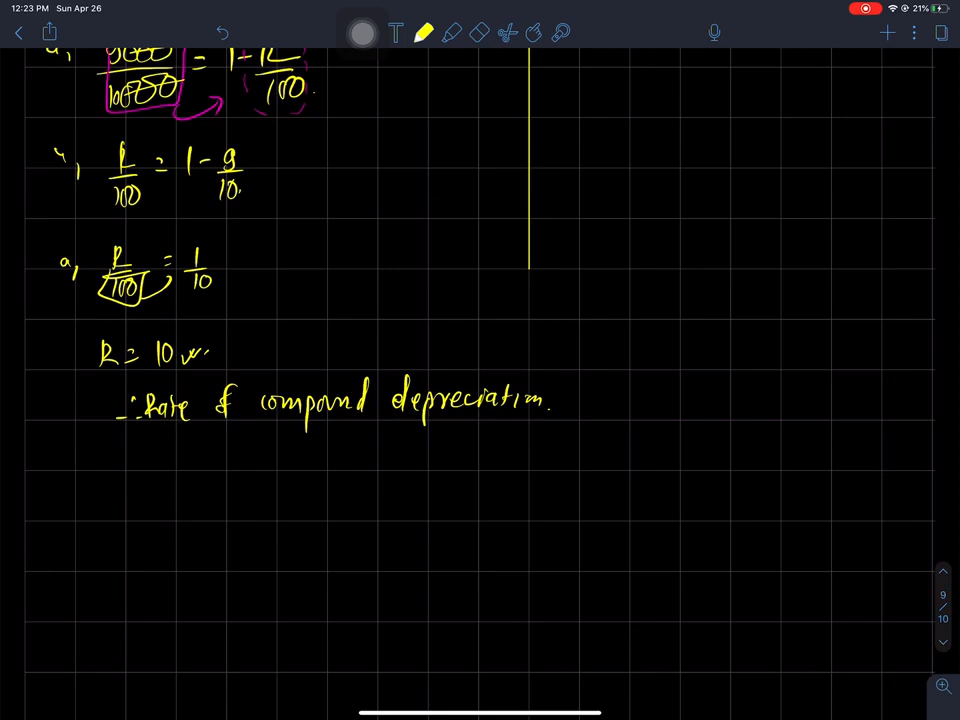 12:23 PM Sun Apr 26
21%
T
= 1 - R/100.
R/100 = 1 - 9/10.
R/100 = 1/10
R = 10
∴ Rate of compound depreciation.
9
/
10